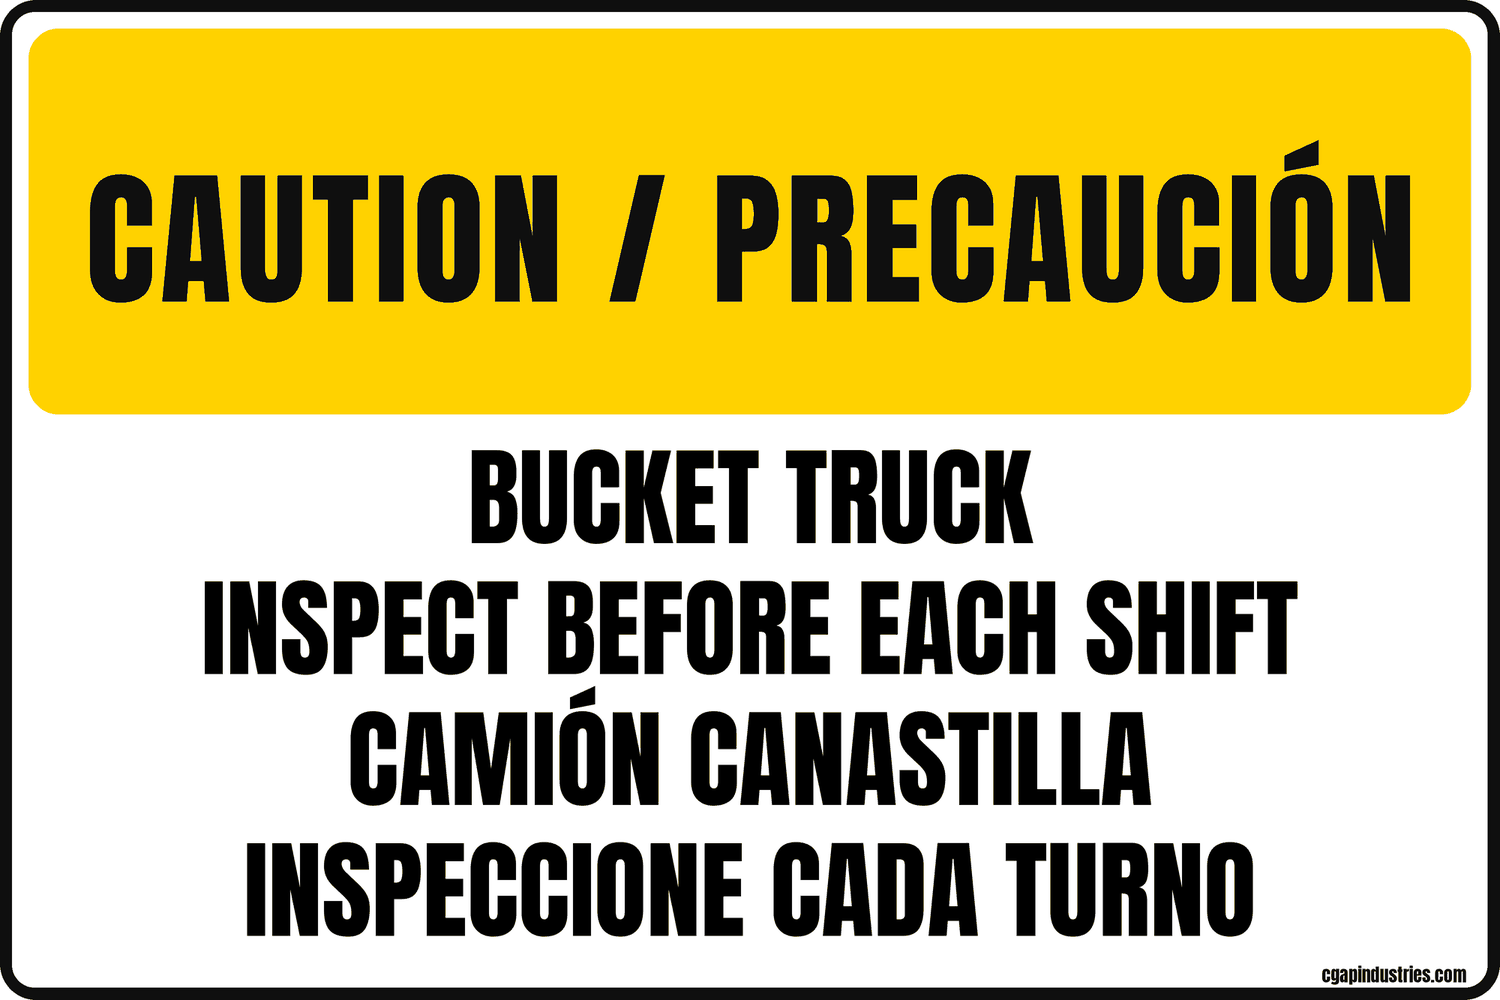 CAUTION / PRECAUCIÓN
BUCKET TRUCK
INSPECT BEFORE EACH SHIFT
CAMIÓN CANASTILLA
INSPECCIONE CADA TURNO
cgapindustries.com